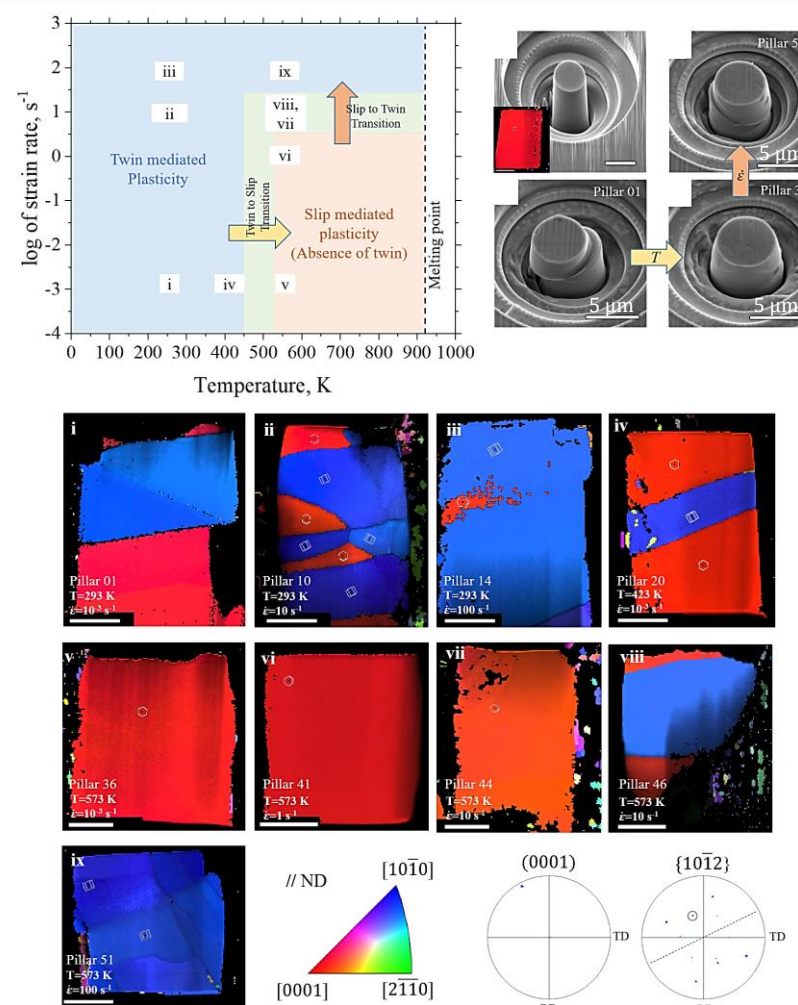 3
2
1
0
-1
-2
-3
-4
log of strain rate, s-1
iii
ix
ii
viii,
vii
Slip to Twin
Transition
vi
Twin mediated
Plasticity
Twin to Slip
Transition
Slip mediated
plasticity
(Absence of twin)
Melting point
i
iv
v
0 100 200 300 400 500 600 700 800 900 1000
Temperature, K
Pillar 5
5 μm
ε̇
Pillar 01
Pillar 3
T
5 μm
5 μm
i
Pillar 01
T=293 K
ε̇=10-3 s-1
ii
Pillar 10
T=293 K
ε̇=10 s-1
iii
Pillar 14
T=293 K
ε̇=100 s-1
iv
Pillar 20
T=423 K
ε̇=10-3 s-1
v
Pillar 36
T=573 K
ε̇=10-3 s-1
vi
Pillar 41
T=573 K
ε̇=1 s-1
vii
Pillar 44
T=573 K
ε̇=10 s-1
viii
Pillar 46
T=573 K
ε̇=10 s-1
ix
Pillar 51
T=573 K
ε̇=100 s-1
// ND
[101̄0]
[0001]
[21̄1̄0]
(0001)
TD
{101̄2}
TD